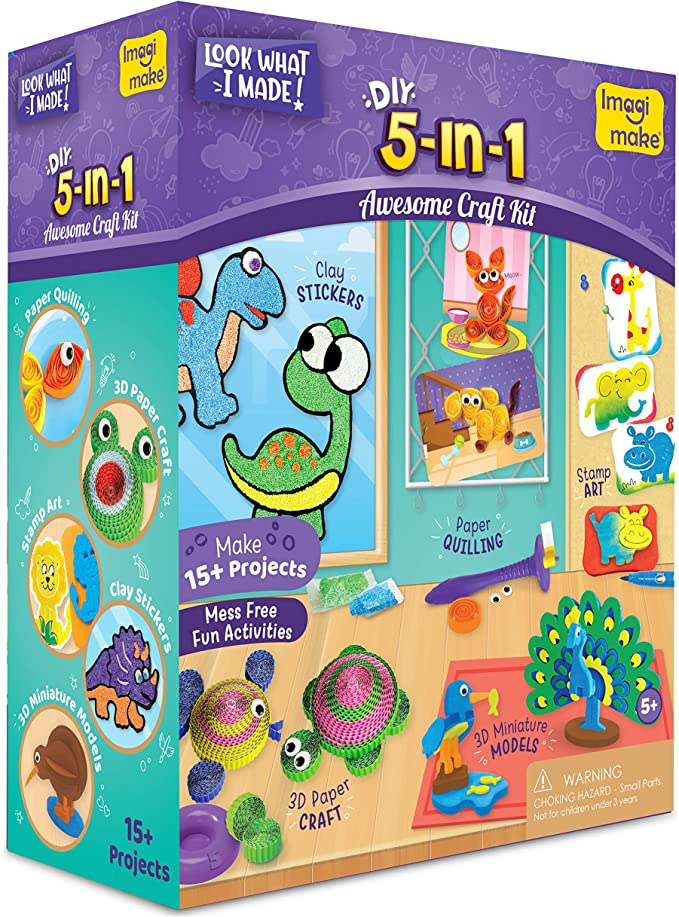 LOOK WHAT
I MADE!
Imagi
make®
DIY
5-IN-1
Awesome Craft Kit
Paper Quilling
3D Paper Craft
Stamp Art
Clay Stickers
3D Miniature Models
15+
Projects
LOOK WHAT
I MADE!
DIY
5-IN-1
Awesome Craft Kit
Imagi
make®
Clay
STICKERS
Meow..
8
9
8
Stamp
ART
Paper
QUILLING
Make
15+ Projects
Mess Free
Fun Activities
3D Paper
CRAFT
3D Miniature
MODELS
5+
WARNING
CHOKING HAZARD - Small Parts.
Not for children under 3 years